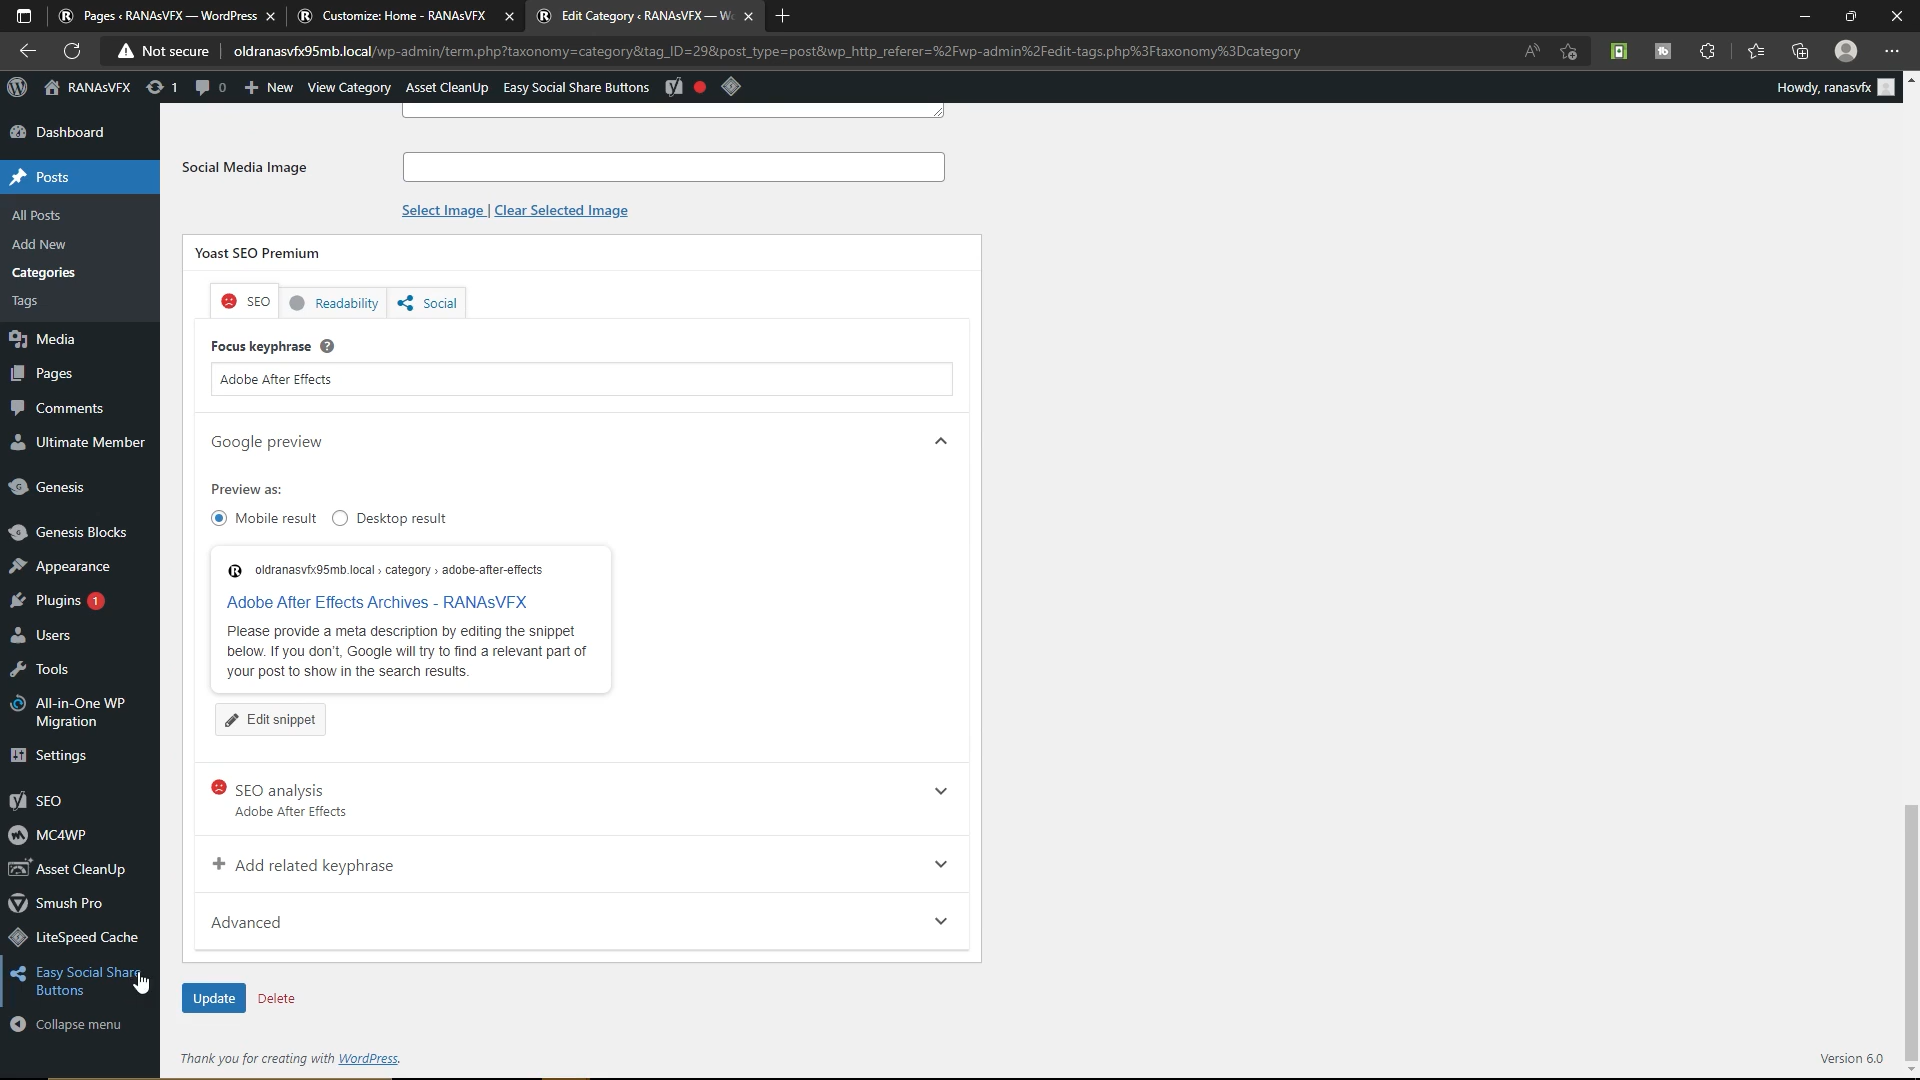 Pages ‹ RANAsVFX — WordPress
Customize: Home - RANAsVFX
Edit Category ‹ RANAsVFX — W
Not secure
oldranasvfx95mb.local/wp-admin/term.php?taxonomy=category&tag_ID=29&post_type=post&wp_http_referer=%2Fwp-admin%2Fedit-tags.php%3Ftaxonomy%3Dcategory
RANAsVFX
1
0
New
View Category
Asset CleanUp
Easy Social Share Buttons
Howdy, ranasvfx
Dashboard
Posts
All Posts
Add New
Categories
Tags
Media
Pages
Comments
Ultimate Member
Genesis
Genesis Blocks
Appearance
Plugins 1
Users
Tools
All-in-One WP
Migration
Settings
SEO
MC4WP
Asset CleanUp
Smush Pro
LiteSpeed Cache
Easy Social Share
Buttons
Collapse menu
Social Media Image
Select Image | Clear Selected Image
Yoast SEO Premium
SEO
Readability
Social
Focus keyphrase ?
Adobe After Effects
Google preview
Preview as:
Mobile result
Desktop result
oldranasvfx95mb.local › category › adobe-after-effects
Adobe After Effects Archives - RANAsVFX
Please provide a meta description by editing the snippet
below. If you don't, Google will try to find a relevant part of
your post to show in the search results.
Edit snippet
SEO analysis
Adobe After Effects
Add related keyphrase
Advanced
Update
Delete
Thank you for creating with WordPress.
Version 6.0